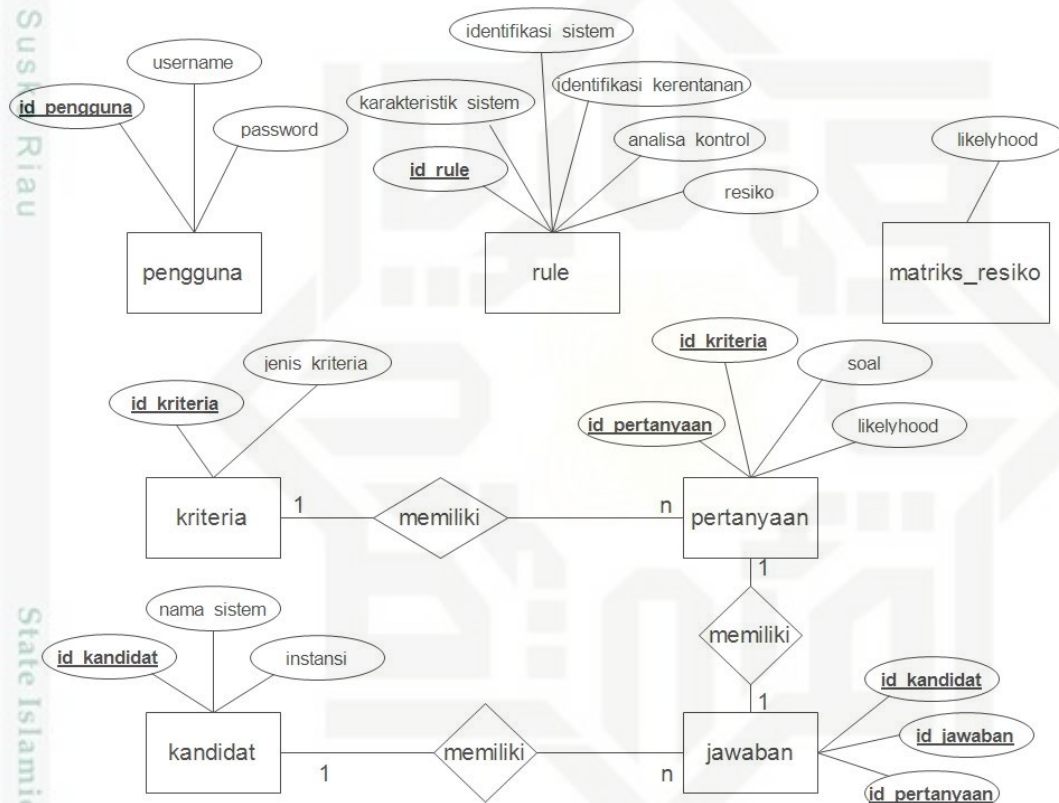 Suska Riau
State Islamic
identifikasi sistem
username
identifikasi kerentanan
id_pengguna
karakteristik sistem
password
analisa kontrol
likelyhood
id_rule
resiko
pengguna
rule
matriks_resiko
id_kriteria
jenis kriteria
soal
id_kriteria
id_pertanyaan
likelyhood
kriteria
1
memiliki
n
pertanyaan
1
nama sistem
memiliki
id_kandidat
instansi
id_kandidat
1
id_jawaban
kandidat
1
memiliki
n
jawaban
id_pertanyaan